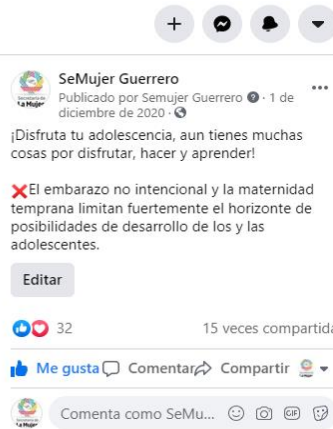 SeMujer Guerrero
Publicado por Semujer Guerrero · 1 de
diciembre de 2020 ·
¡Disfruta tu adolescencia, aun tienes muchas
cosas por disfrutar, hacer y aprender!
❌El embarazo no intencional y la maternidad
temprana limitan fuertemente el horizonte de
posibilidades de desarrollo de los y las
adolescentes.
Editar
32 15 veces compartida
Me gusta Comentar Compartir
Comenta como SeMu... GIF